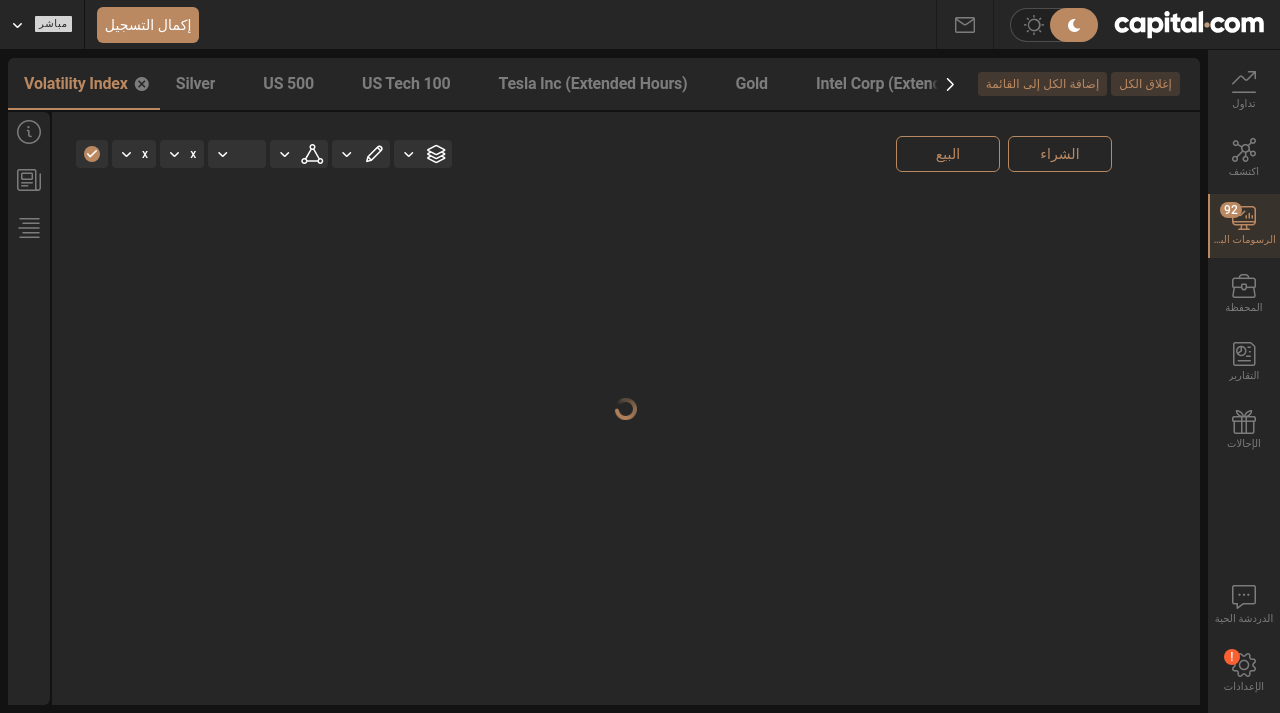 capital.com
إكمال التسجيل
مباشر
Volatility Index
Silver
US 500
US Tech 100
Tesla Inc (Extended Hours)
Gold
Intel Corp (Extenc
إضافة الكل إلى القائمة
إغلاق الكل
x
x
البيع
الشراء
تداول
اكتشف
92
الرسومات الب...
المحفظة
التقارير
الإحالات
الدردشة الحية
!
الإعدادات